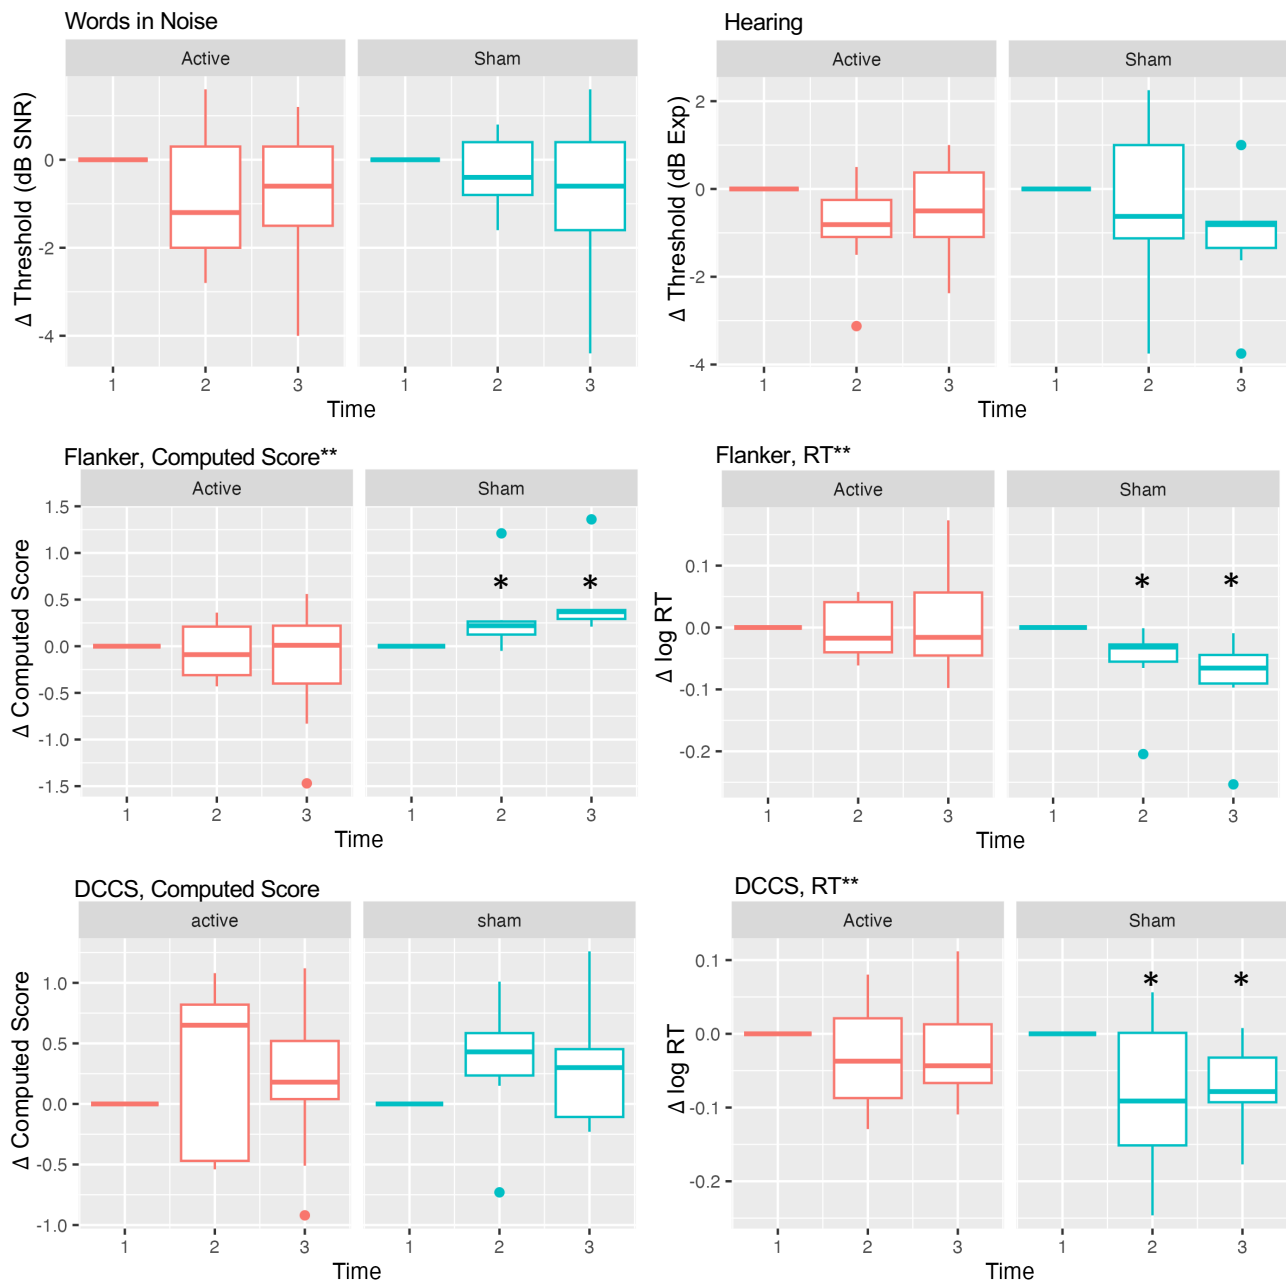 Words in Noise
Active
Sham
Δ Threshold (dB SNR)
0
-2
-4
1
2
3
1
2
3
Time
Hearing
Active
Sham
Δ Threshold (dB Exp)
2
0
-2
-4
1
2
3
1
2
3
Time
Flanker, Computed Score**
Active
Sham
Δ Computed Score
1.5
1.0
0.5
0.0
-0.5
-1.0
-1.5
*
*
1
2
3
1
2
3
Time
Flanker, RT**
Active
Sham
Δ log RT
0.1
0.0
-0.1
-0.2
*
*
1
2
3
1
2
3
Time
DCCS, Computed Score
active
sham
Δ Computed Score
1.0
0.5
0.0
-0.5
-1.0
1
2
3
1
2
3
Time
DCCS, RT**
Active
Sham
Δ log RT
0.1
0.0
-0.1
-0.2
*
*
1
2
3
1
2
3
Time